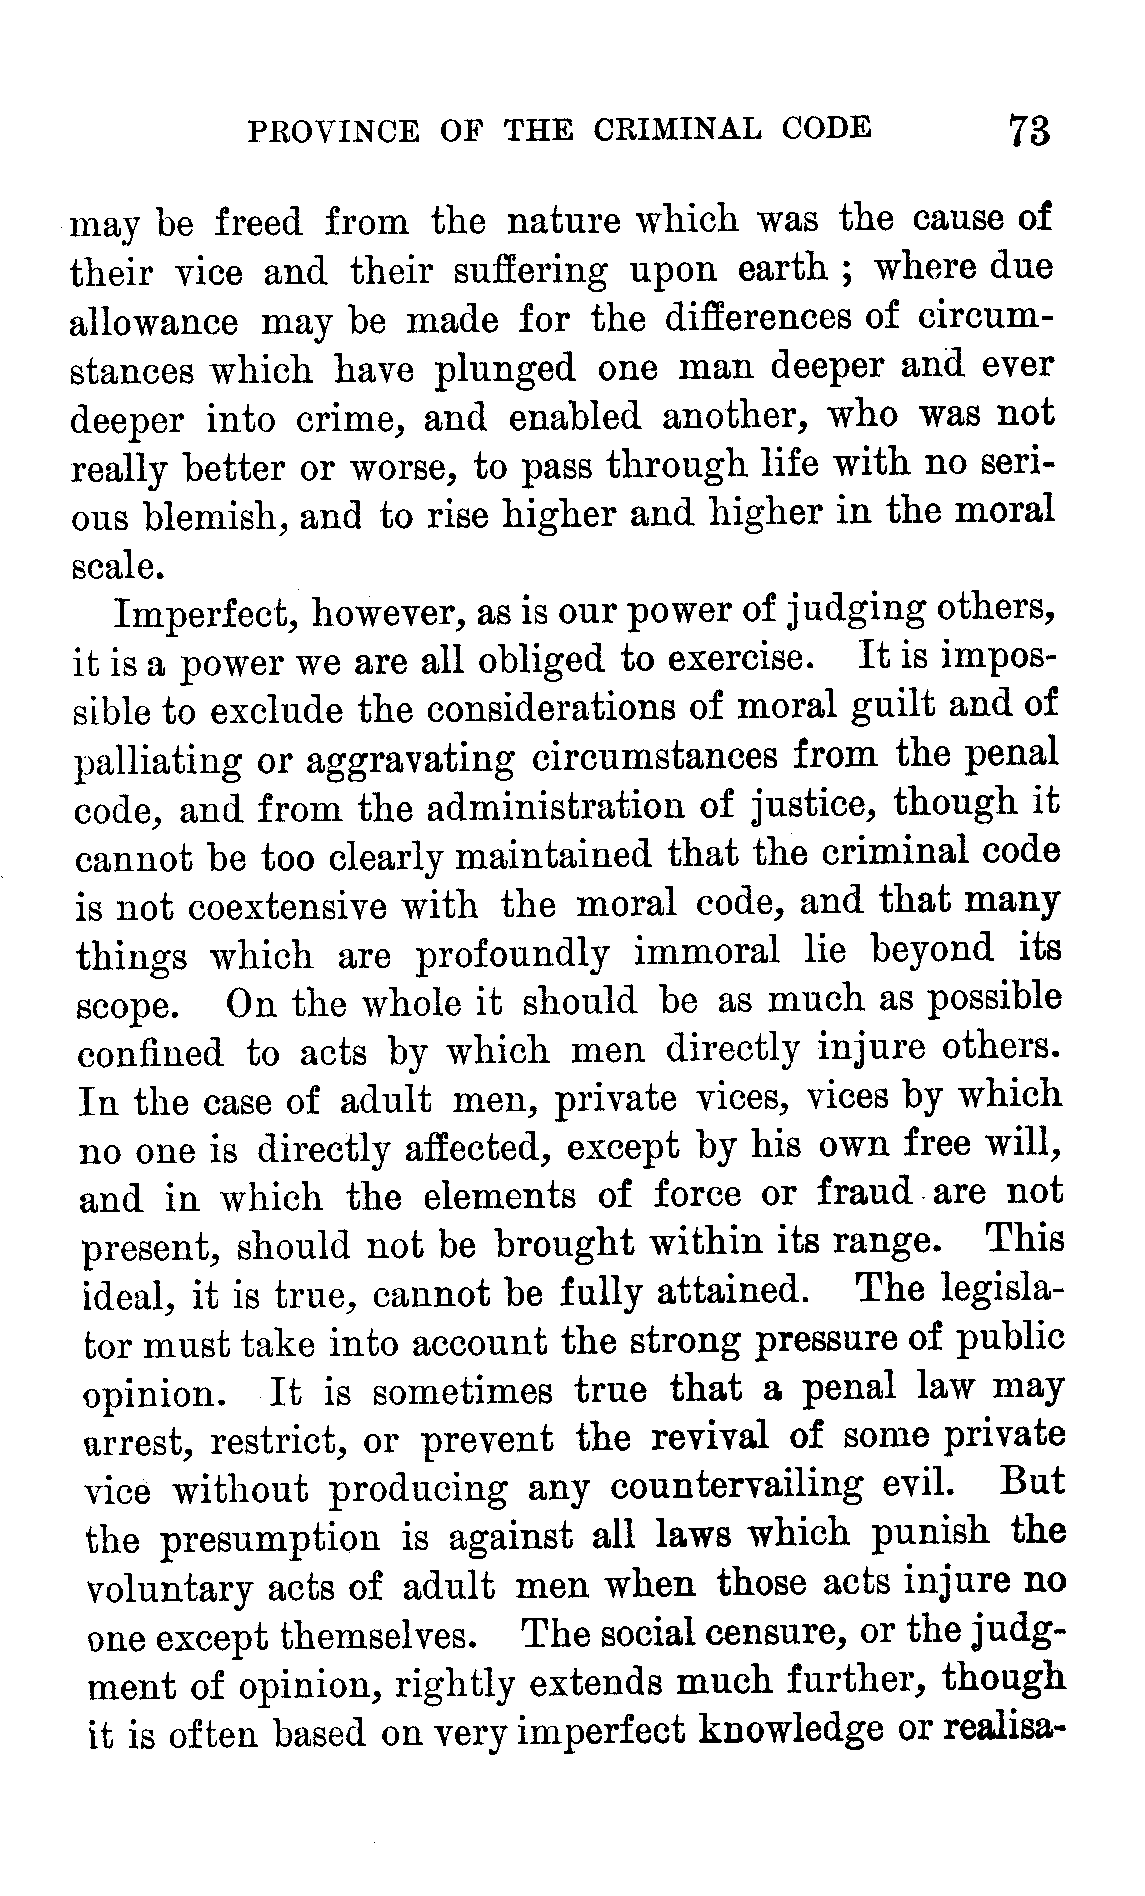 PROVINCE OF THE CRIMINAL CODE 73
may be freed from the nature which was the cause of
their vice and their suffering upon earth ; where due
allowance may be made for the differences of circum-
stances which have plunged one man deeper and ever
deeper into crime, and enabled another, who was not
really better or worse, to pass through life with no seri-
ous blemish, and to rise higher and higher in the moral
scale.
Imperfect, however, as is our power of judging others,
it is a power we are all obliged to exercise. It is impos-
sible to exclude the considerations of moral guilt and of
palliating or aggravating circumstances from the penal
code, and from the administration of justice, though it
cannot be too clearly maintained that the criminal code
is not coextensive with the moral code, and that many
things which are profoundly immoral lie beyond its
scope. On the whole it should be as much as possible
confined to acts by which men directly injure others.
In the case of adult men, private vices, vices by which
no one is directly affected, except by his own free will,
and in which the elements of force or fraud are not
present, should not be brought within its range. This
ideal, it is true, cannot be fully attained. The legisla-
tor must take into account the strong pressure of public
opinion. It is sometimes true that a penal law may
arrest, restrict, or prevent the revival of some private
vice without producing any countervailing evil. But
the presumption is against all laws which punish the
voluntary acts of adult men when those acts injure no
one except themselves. The social censure, or the judg-
ment of opinion, rightly extends much further, though
it is often based on very imperfect knowledge or realisa-